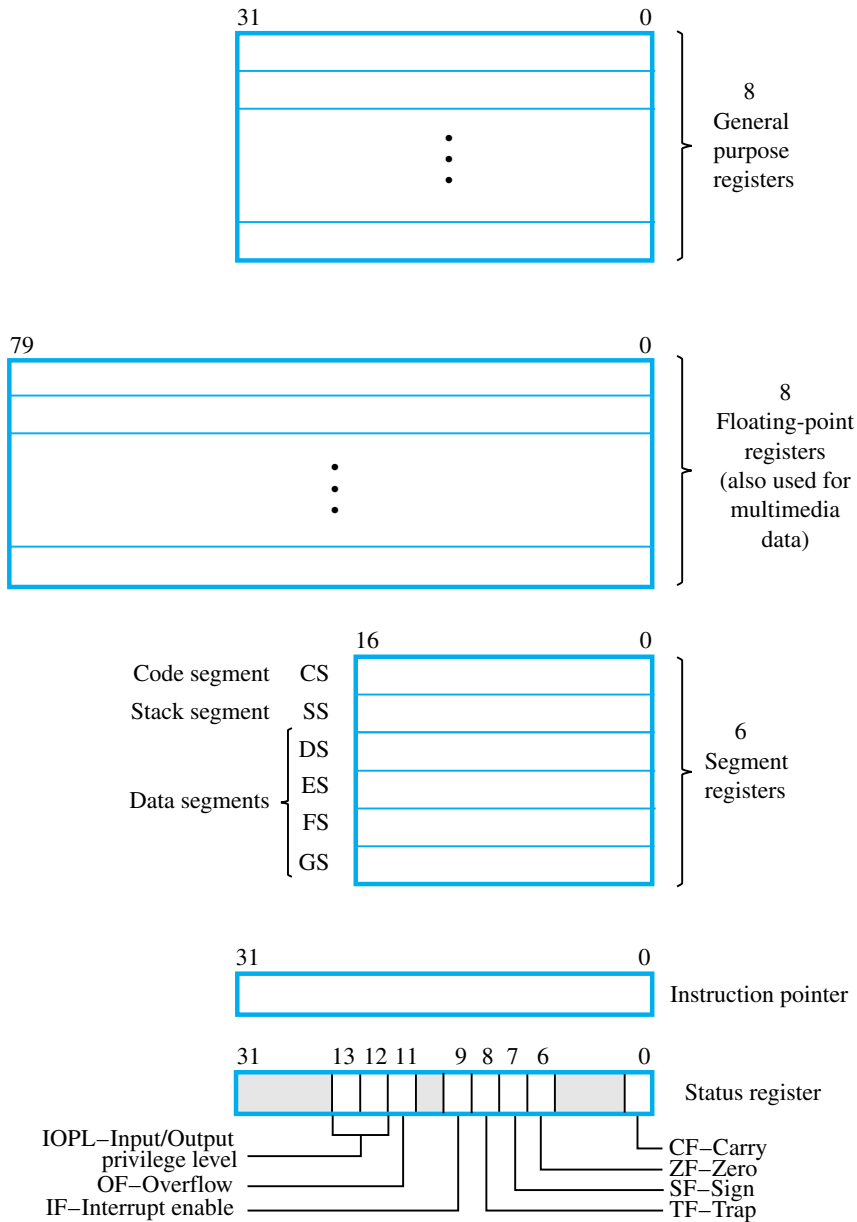 31 0
8
General
purpose
registers
79 0
8
Floating-point
registers
(also used for
multimedia
data)
16 0
Code segment CS
Stack segment SS
DS
ES
Data segments
FS
GS
6
Segment
registers
31 0
Instruction pointer
31 13 12 11 9 8 7 6 0
Status register
IOPL–Input/Output
privilege level
OF–Overflow
IF–Interrupt enable
CF–Carry
ZF–Zero
SF–Sign
TF–Trap